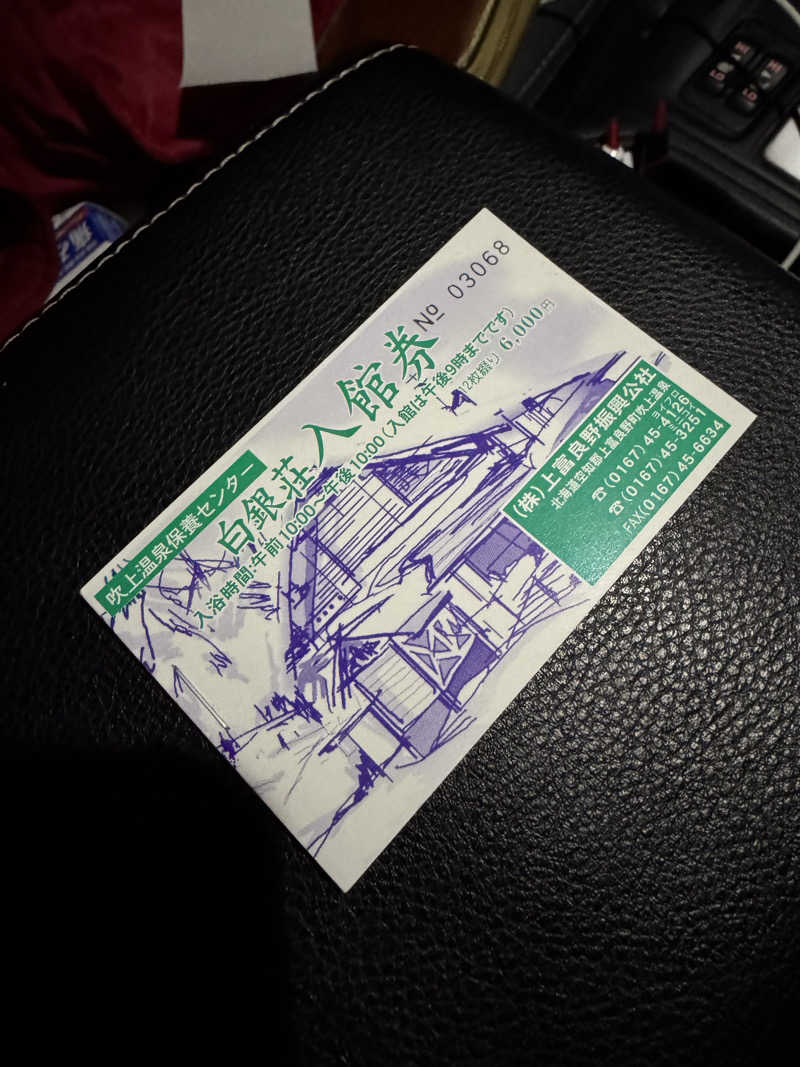 № 03068
吹上温泉保養センター
白銀荘入館券
入浴時間:午前10:00～午後10:00(入館は午後9時までです)
12枚綴り 6,000円
(株)上富良野振興公社
北海道空知郡上富良野町吹上温泉
ヨイフロ
☎(0167)45-4126
☎(0167)45-3251
FAX(0167)45-6634